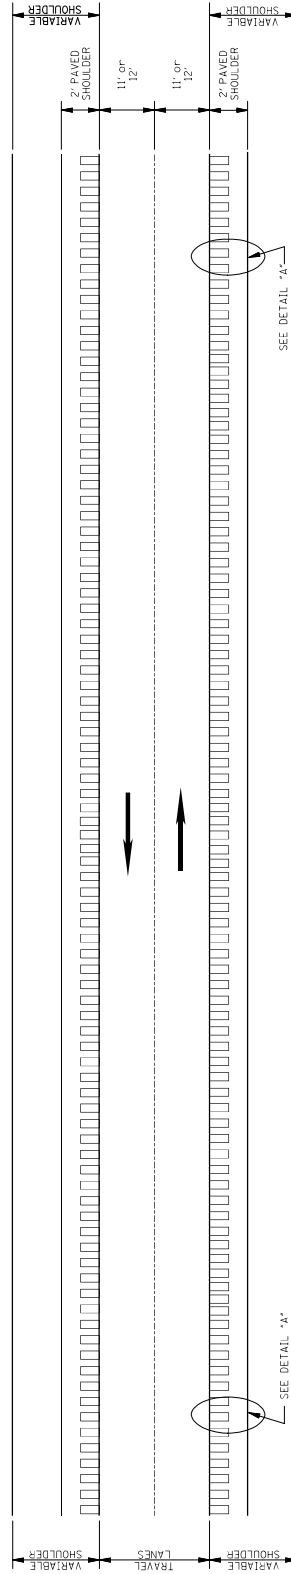 VARIABLE
SHOULDER
2' PAVED
SHOULDER
11' or
12'
11' or
12'
2' PAVED
SHOULDER
VARIABLE
SHOULDER
SEE DETAIL "A"
SEE DETAIL "A"
VARIABLE
SHOULDER
TRAVEL
LANES
VARIABLE
SHOULDER